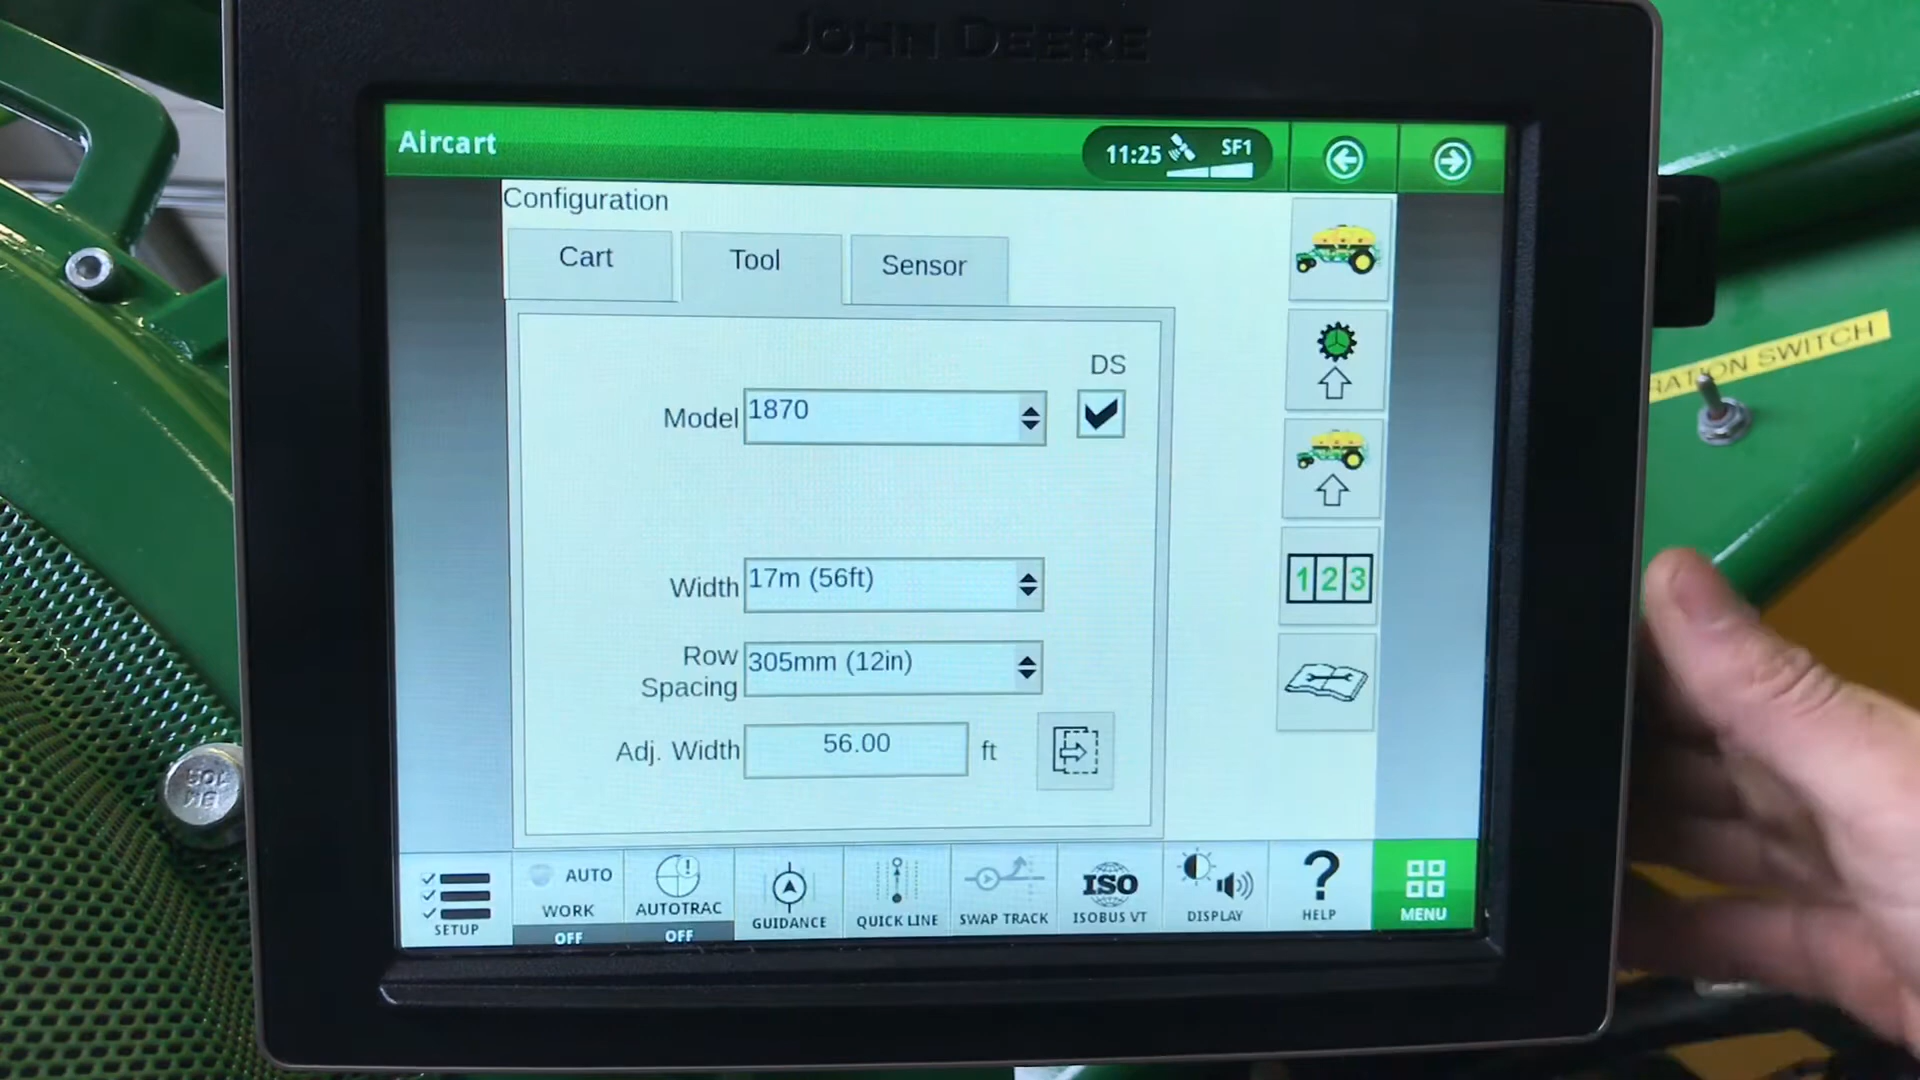 JOHN DEERE
Aircart
11:25 SF1
Configuration
Cart Tool Sensor
DS
Model 1870
Width 17m (56ft)
Row Spacing 305mm (12in)
Adj. Width 56.00 ft
1 2 3
RATION SWITCH
SETUP
AUTO WORK OFF
AUTOTRAC OFF
GUIDANCE
QUICK LINE
SWAP TRACK
ISO ISOBUS VT
DISPLAY
? HELP
MENU